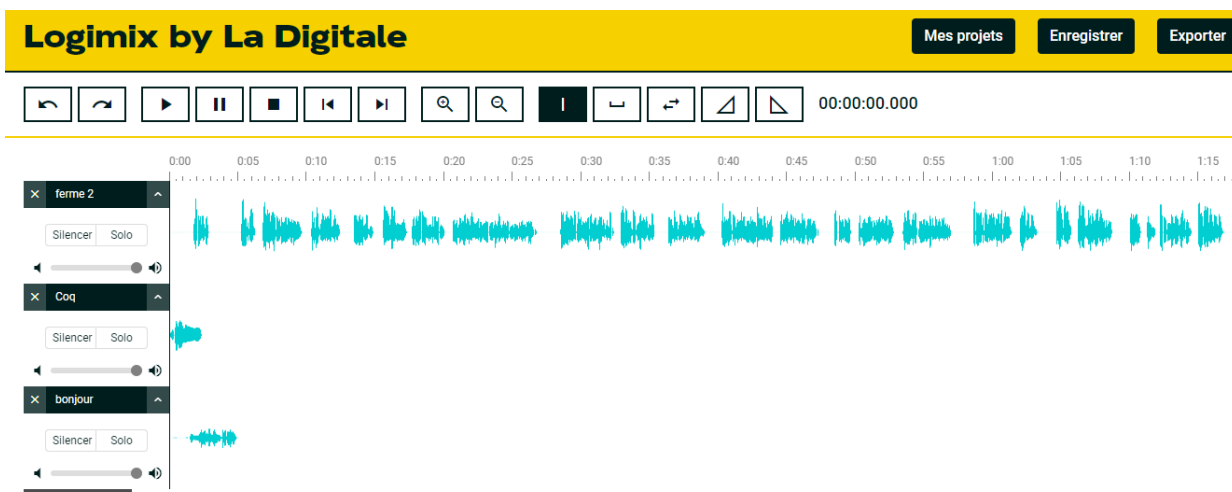 Logimix by La Digitale
Mes projets Enregistrer Exporter
00:00:00.000
0:00 0:05 0:10 0:15 0:20 0:25 0:30 0:35 0:40 0:45 0:50 0:55 1:00 1:05 1:10 1:15
ferme 2
Silencer Solo
Coq
Silencer Solo
bonjour
Silencer Solo